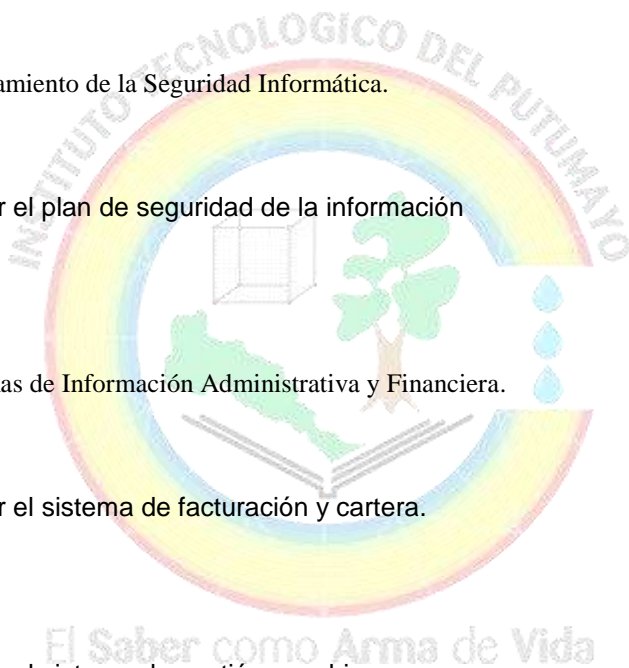 INSTITUTO TECNOLOGICO DEL PUTUMAYO
amiento de la Seguridad Informática.
r el plan de seguridad de la información
as de Información Administrativa y Financiera.
r el sistema de facturación y cartera.
El Saber como Arma de Vida